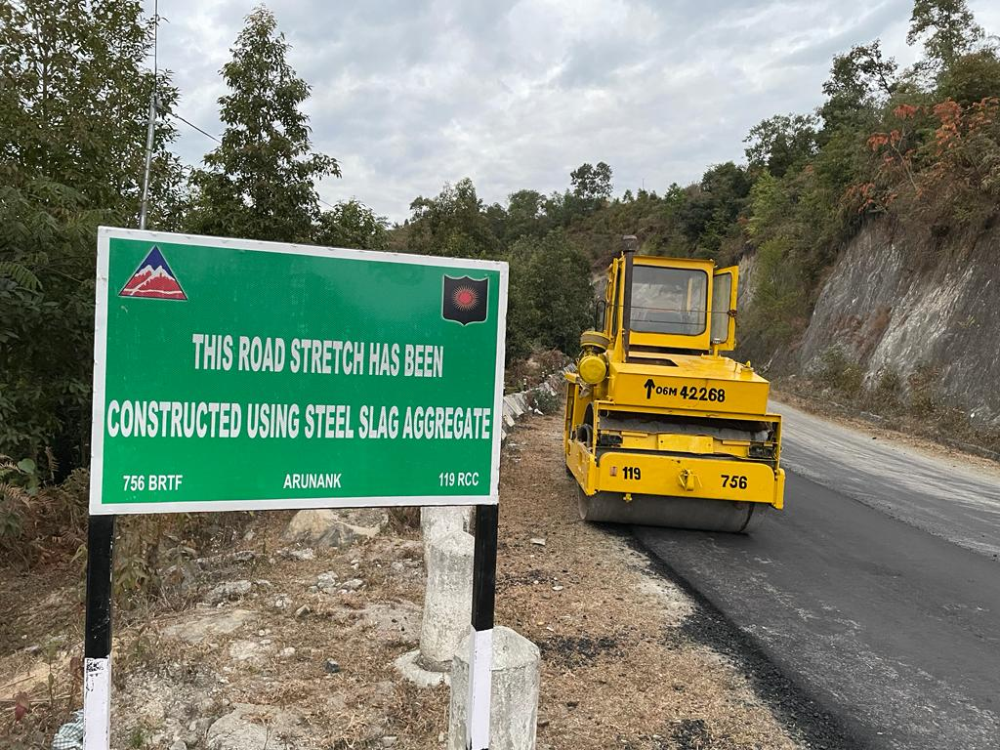 THIS ROAD STRETCH HAS BEEN
CONSTRUCTED USING STEEL SLAG AGGREGATE
756 BRTF ARUNANK 119 RCC
↑06M 42268
119 756